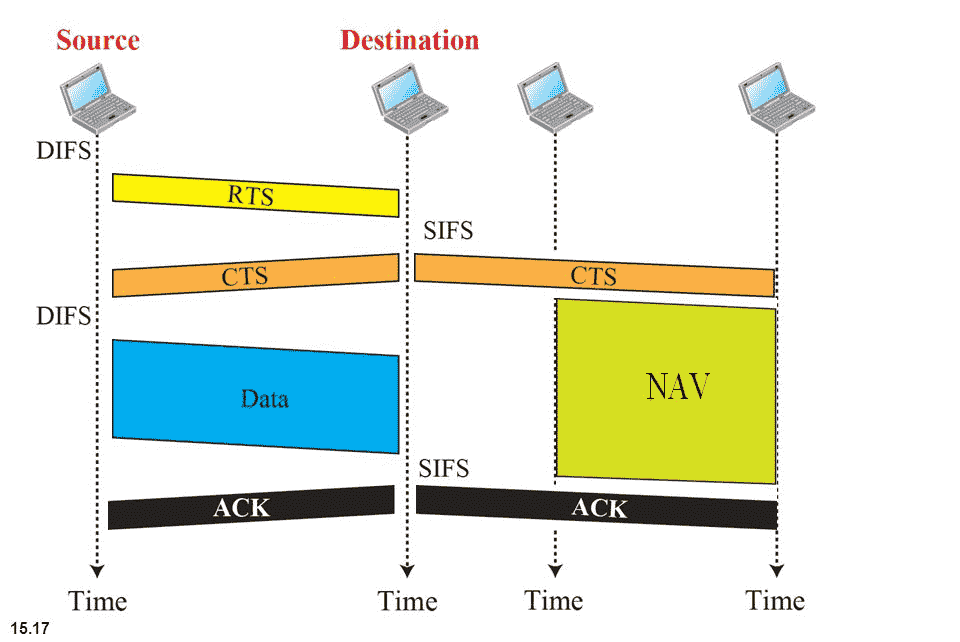 Source
Destination
DIFS
RTS
SIFS
CTS
CTS
DIFS
Data
NAV
SIFS
ACK
ACK
Time
Time
Time
Time
15.17